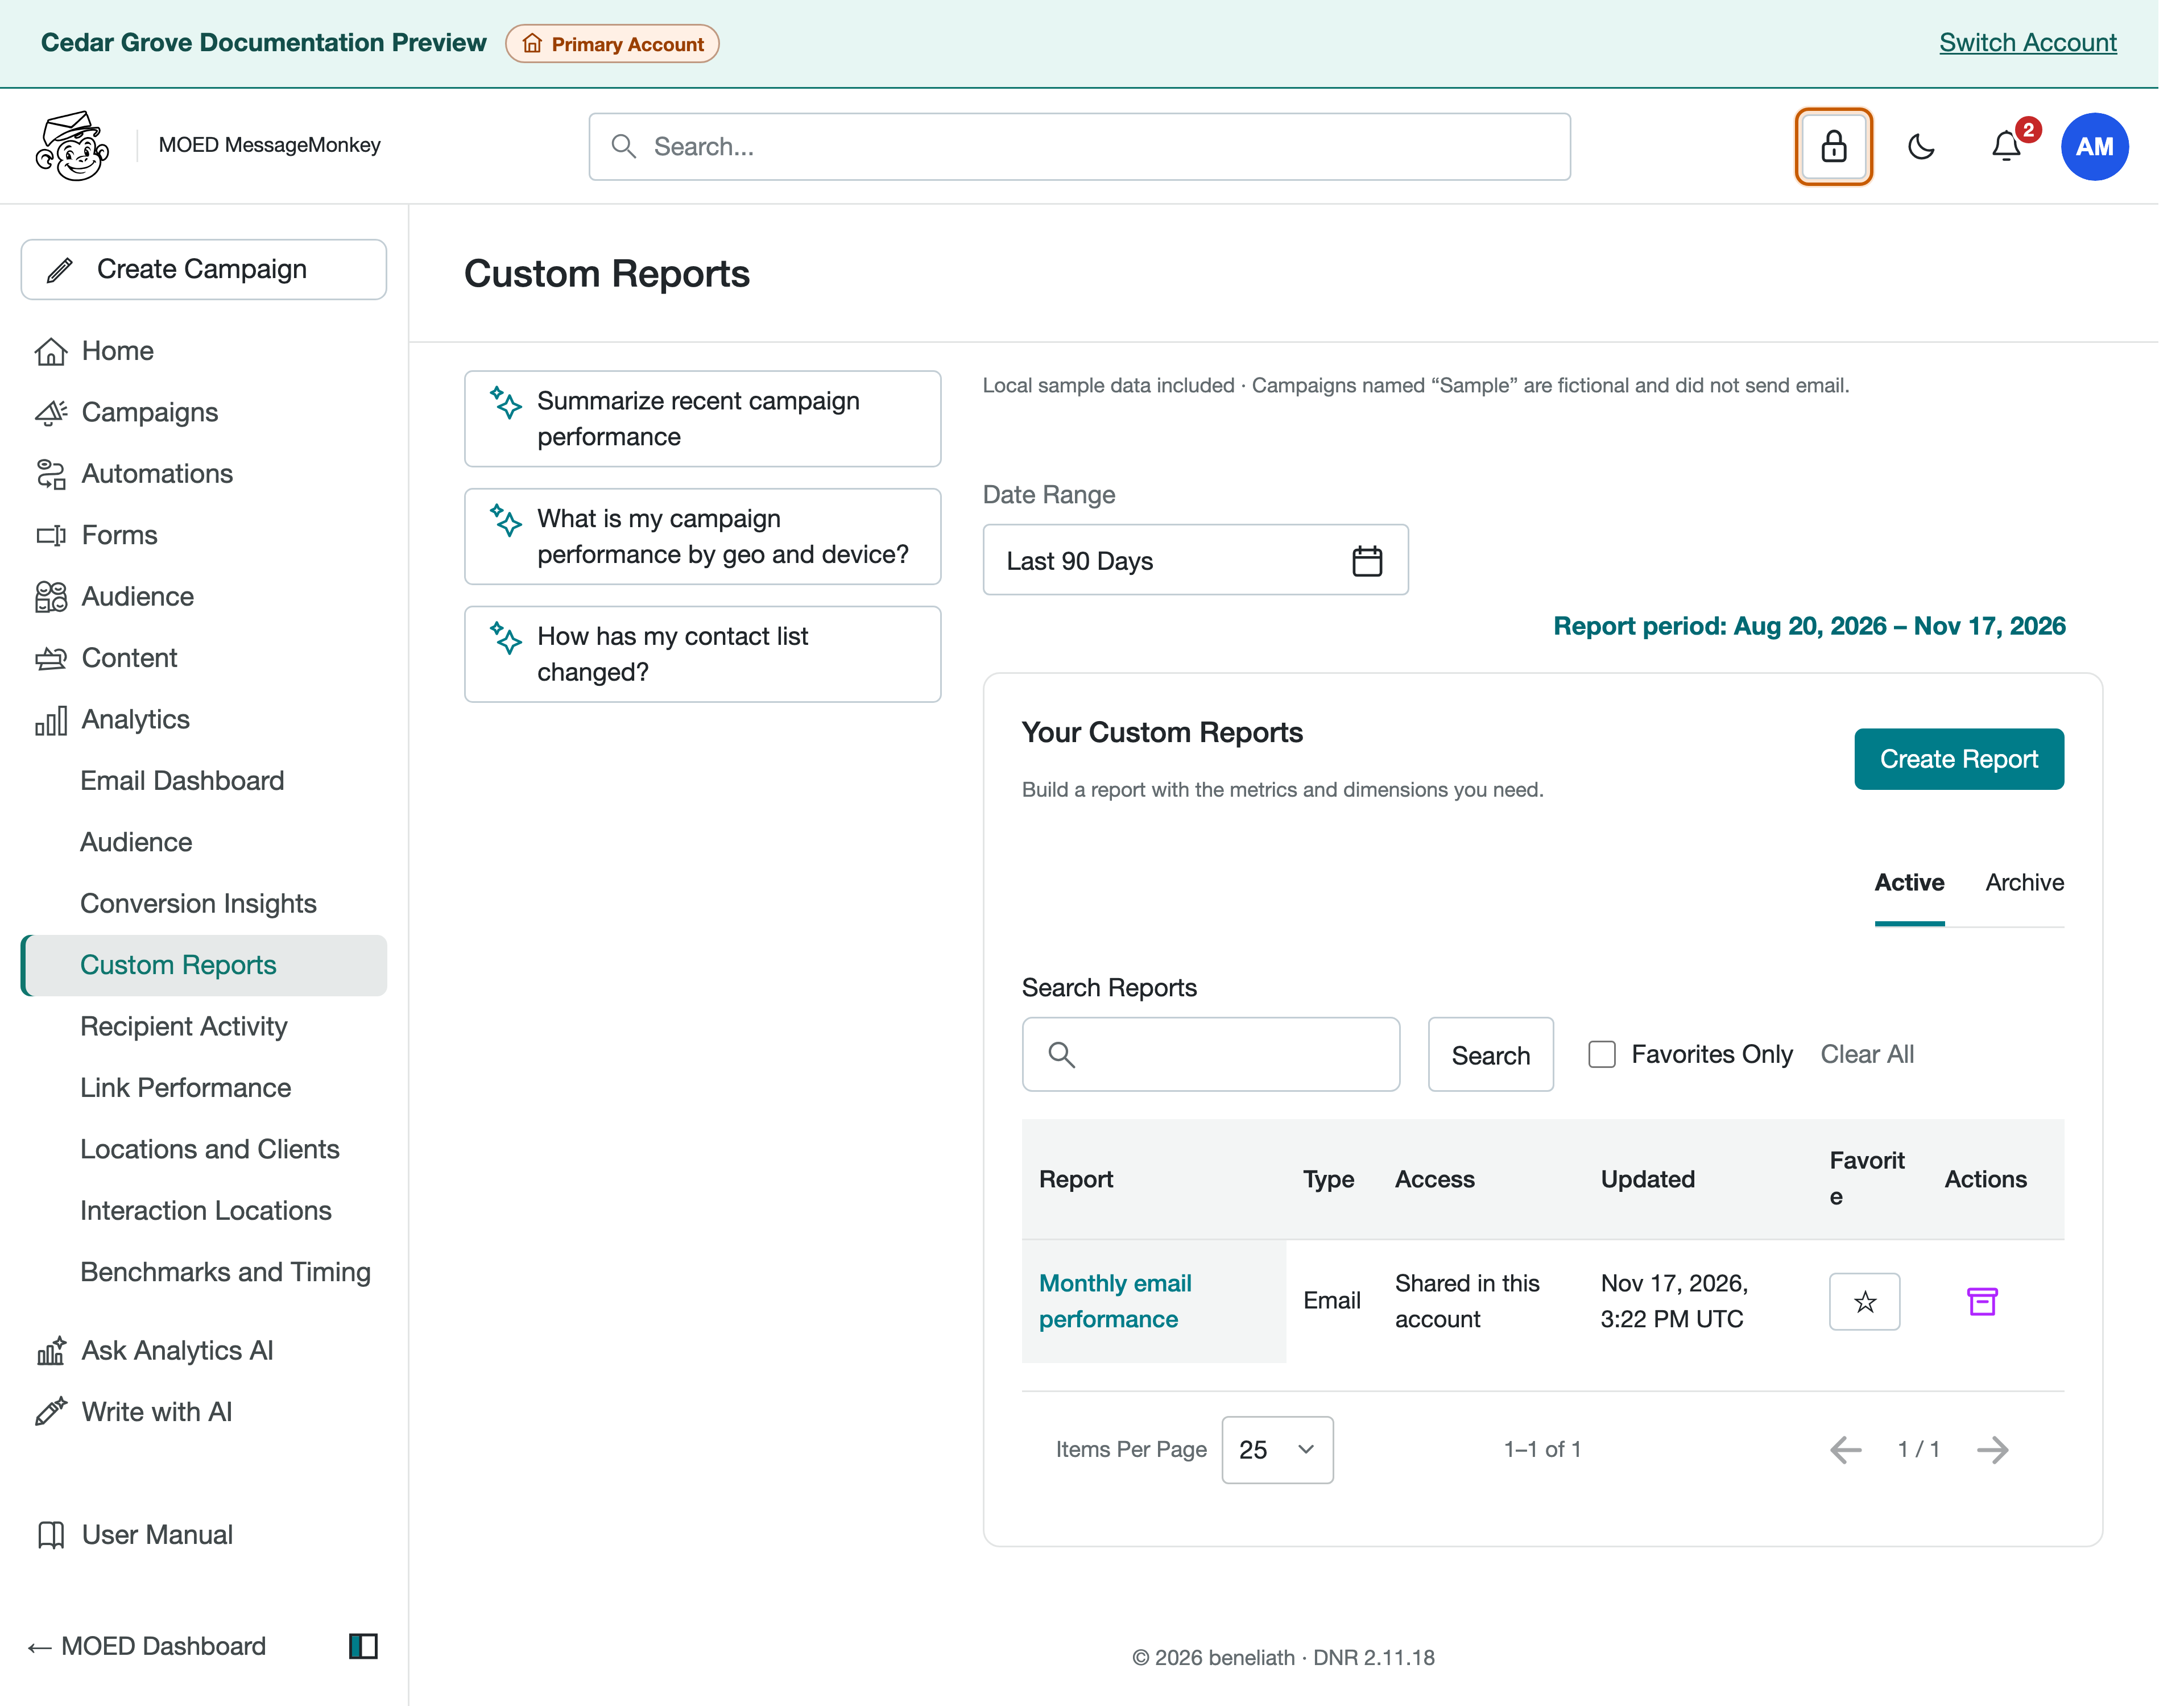 Cedar Grove Documentation Preview
Primary Account
Switch Account
MOED MessageMonkey
Search...
2
AM
Create Campaign
Home
Campaigns
Automations
Forms
Audience
Content
Analytics
Email Dashboard
Audience
Conversion Insights
Custom Reports
Recipient Activity
Link Performance
Locations and Clients
Interaction Locations
Benchmarks and Timing
Ask Analytics AI
Write with AI
User Manual
← MOED Dashboard
Custom Reports
Summarize recent campaign
performance
What is my campaign
performance by geo and device?
How has my contact list
changed?
Local sample data included · Campaigns named “Sample” are fictional and did not send email.
Date Range
Last 90 Days
Report period: Aug 20, 2026 – Nov 17, 2026
Your Custom Reports
Build a report with the metrics and dimensions you need.
Create Report
Active
Archive
Search Reports
Search
Favorites Only
Clear All
Report
Type
Access
Updated
Favorit
e
Actions
Monthly email
performance
Email
Shared in this
account
Nov 17, 2026,
3:22 PM UTC
Items Per Page
25
1–1 of 1
1 / 1
© 2026 beneliath · DNR 2.11.18